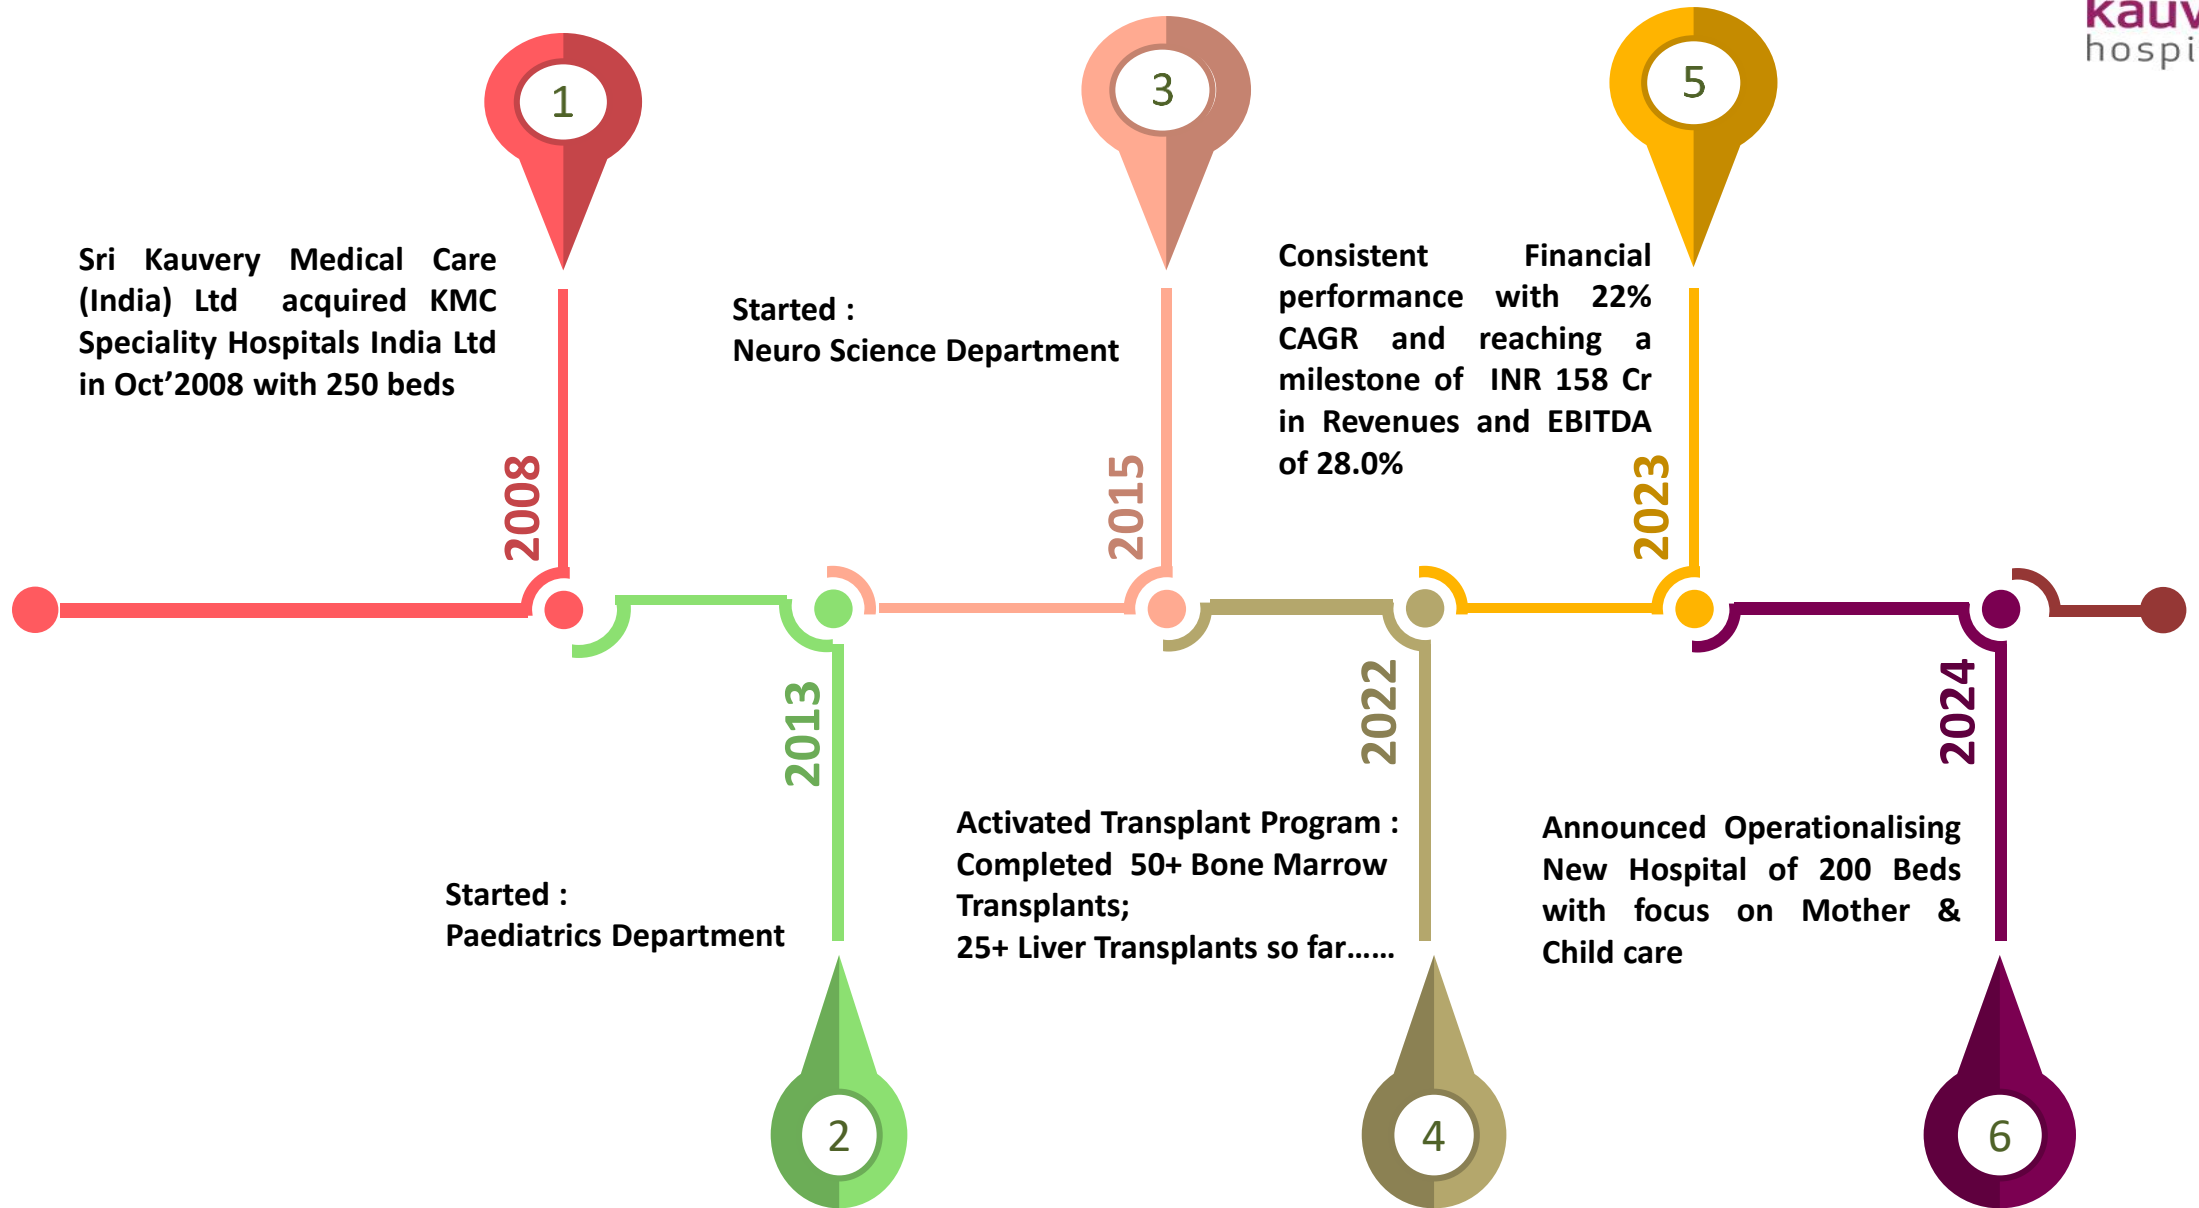 kauv
hospi
1
Sri Kauvery Medical Care
(India) Ltd acquired KMC
Speciality Hospitals India Ltd
in Oct’2008 with 250 beds
2008
2
2013
Started :
Paediatrics Department
3
Started :
Neuro Science Department
2015
4
2022
Activated Transplant Program :
Completed 50+ Bone Marrow
Transplants;
25+ Liver Transplants so far......
5
Consistent Financial
performance with 22%
CAGR and reaching a
milestone of INR 158 Cr
in Revenues and EBITDA
of 28.0%
2023
6
2024
Announced Operationalising
New Hospital of 200 Beds
with focus on Mother &
Child care